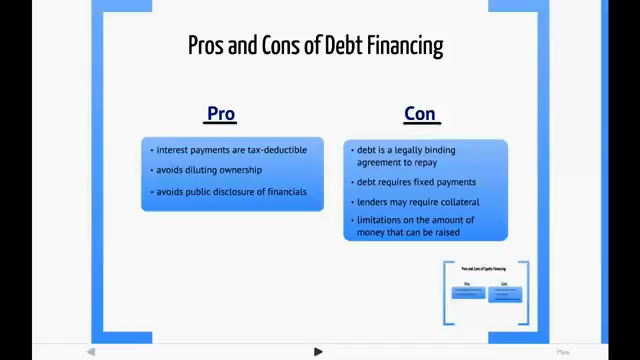 Pros and Cons of Debt Financing
Pro
Con
• interest payments are tax-deductible
• avoids diluting ownership
• avoids public disclosure of financials
• debt is a legally binding
agreement to repay
• debt requires fixed payments
• lenders may require collateral
• limitations on the amount of
money that can be raised
Pros and Cons of Equity Financing
Pro
Con
More